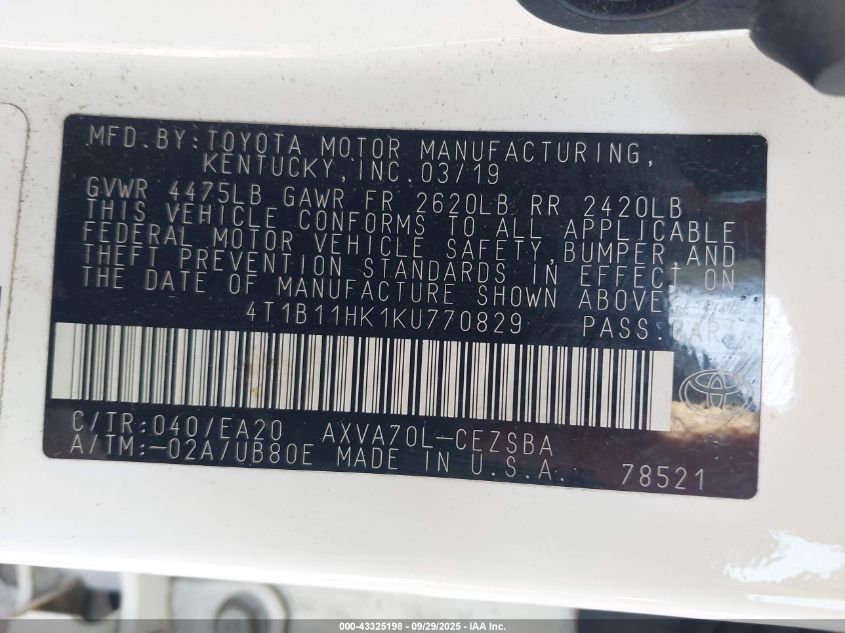 MFD.BY:TOYOTA MOTOR MANUFACTURING,
KENTUCKY,INC.03/19
GVWR 4475LB GAWR FR 2620LB RR 2420LB
THIS VEHICLE CONFORMS TO ALL APPLICABLE
FEDERAL MOTOR VEHICLE SAFETY,BUMPER AND
THEFT PREVENTION STANDARDS IN EFFECT ON
THE DATE OF MANUFACTURE SHOWN ABOVE.
4T1B11HK1KU770829 PASS.CAR
C/TR:040/EA20 AXVA70L-CEZSBA
A/TM:-02A/UB80E MADE IN U.S.A. 78521
000-43325198 - 09/29/2025 - IAA Inc.